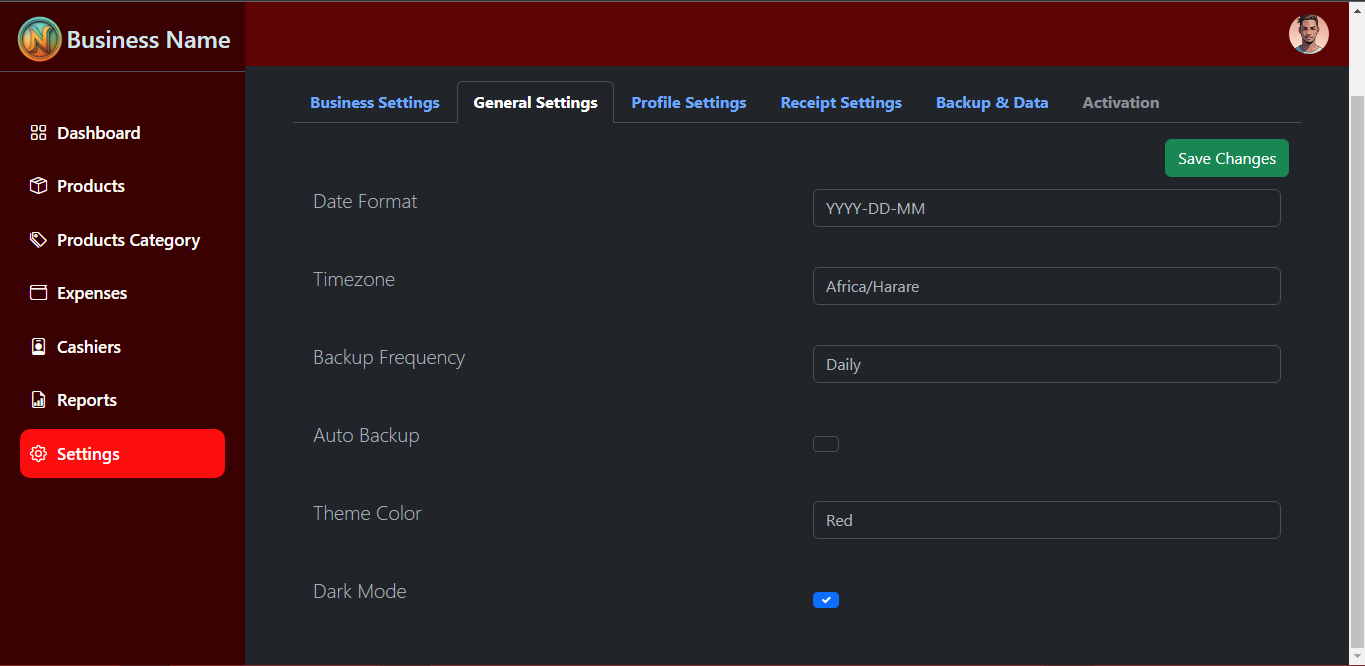 Business Name
Dashboard
Products
Products Category
Expenses
Cashiers
Reports
Settings
Business Settings
General Settings
Profile Settings
Receipt Settings
Backup & Data
Activation
Save Changes
Date Format
YYYY-DD-MM
Timezone
Africa/Harare
Backup Frequency
Daily
Auto Backup
Theme Color
Red
Dark Mode